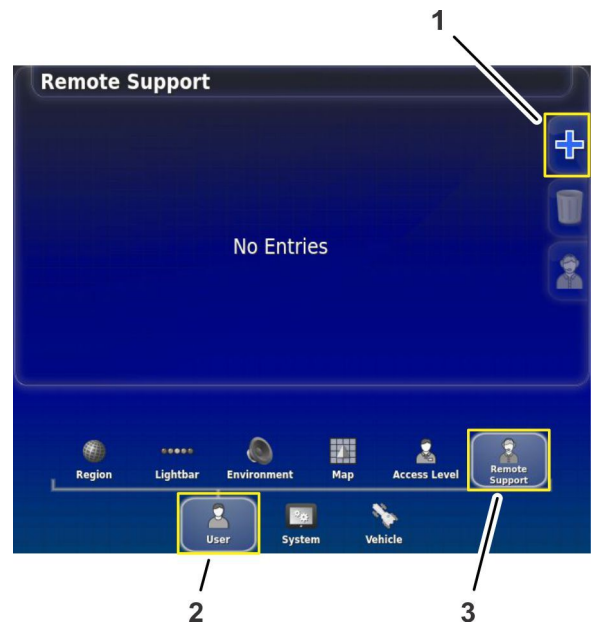 1
Remote Support
No Entries
Region
Lightbar
Environment
Map
Access Level
Remote
Support
User
System
Vehicle
2
3